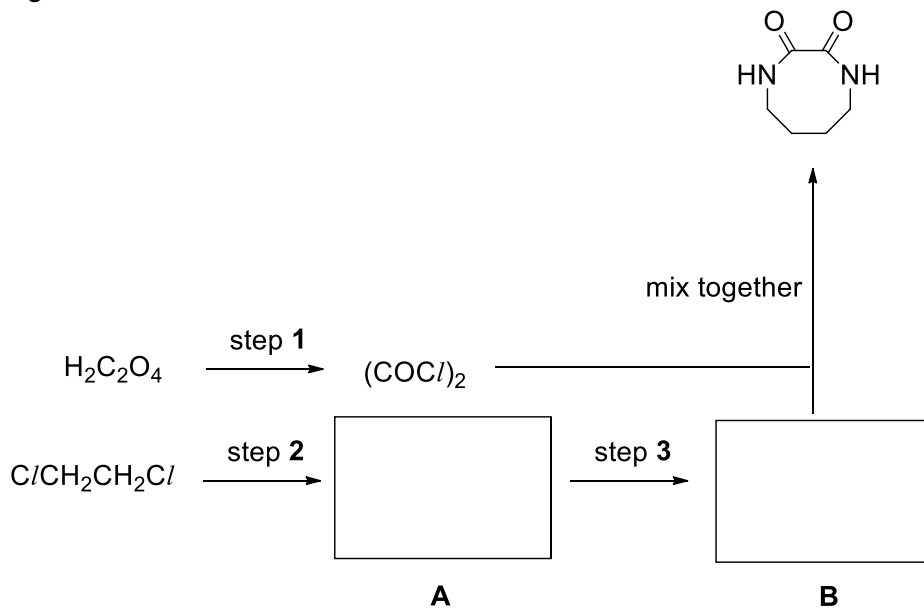 O O
HN NH
mix together
step 1
H₂C₂O₄ (COCl)₂
step 2 step 3
ClCH₂CH₂Cl
A B